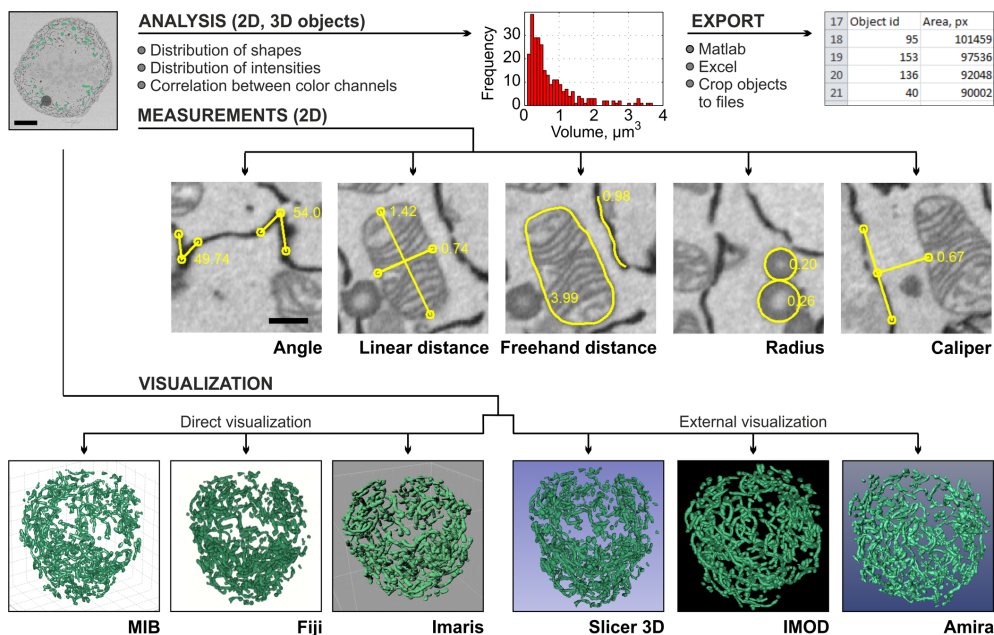 ANALYSIS (2D, 3D objects)
Distribution of shapes
Distribution of intensities
Correlation between color channels
Frequency
30
20
10
0
0 1 2 3 4
Volume, µm³
EXPORT
Matlab
Excel
Crop objects
to files
17 Object id Area, px
18 95 101459
19 153 97536
20 136 92048
21 40 90002
MEASUREMENTS (2D)
54.0
49.74
Angle
1.42
0.74
Linear distance
0.98
3.99
Freehand distance
0.20
0.26
Radius
0.67
Caliper
VISUALIZATION
Direct visualization
External visualization
MIB
Fiji
Imaris
Slicer 3D
IMOD
Amira